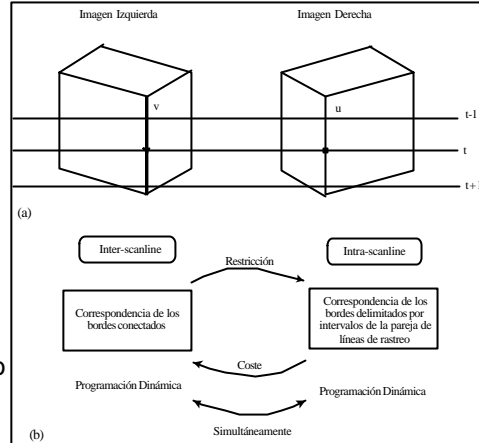 Imagen Izquierda
Imagen Derecha
v
u
t-1
t
t+1
(a)
Inter-scanline
Intra-scanline
Restricción
Correspondencia de los
bordes conectados
Correspondencia de los
bordes delimitados por
intervalos de la pareja de
líneas de rastreo
Coste
Programación Dinámica
Programación Dinámica
(b)
Simultáneamente